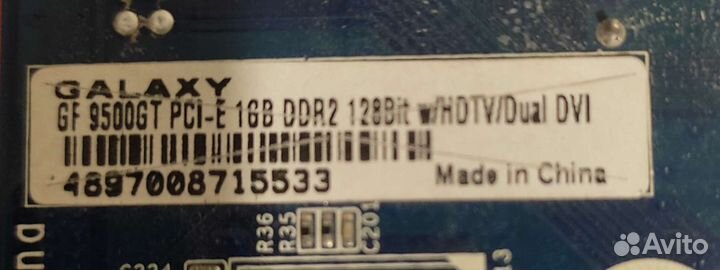 GALAXY
GF 9500GT PCI-E 1GB DDR2 128Bit w/HDTV/Dual DVI
4897008715533
Made in China
R36
R35
C201
Avito